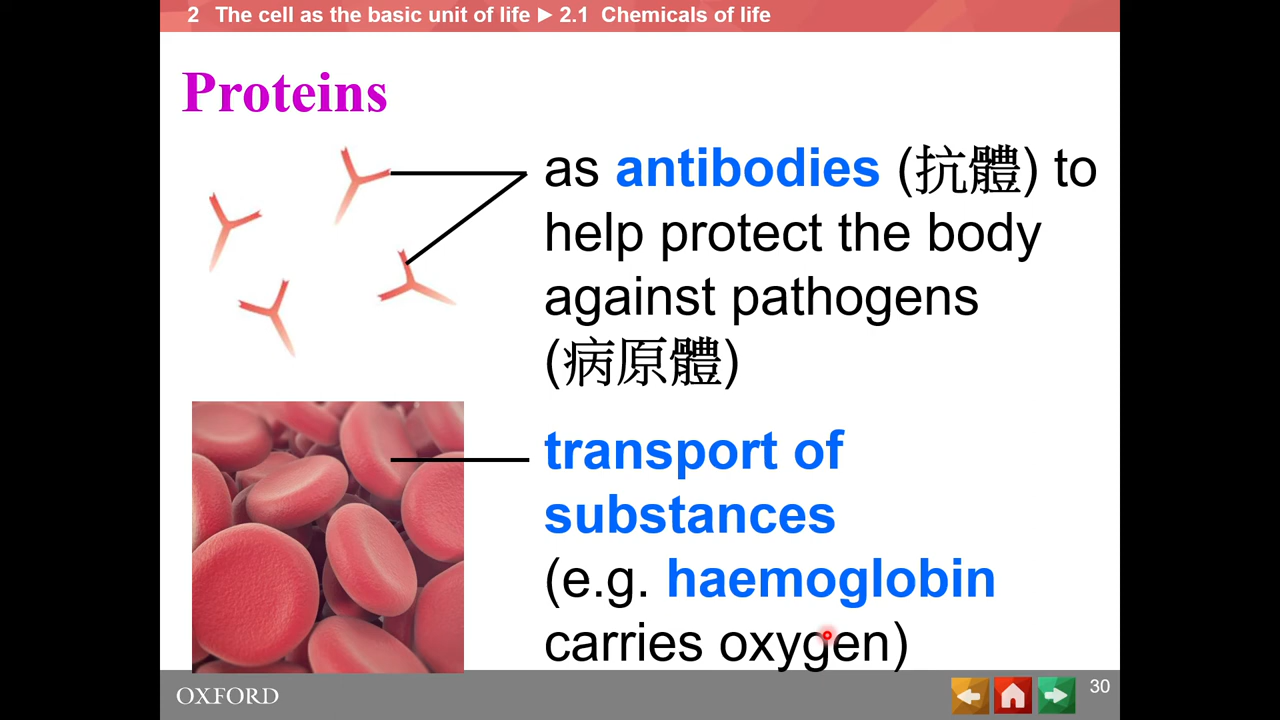 2 The cell as the basic unit of life ▶ 2.1 Chemicals of life
Proteins
as antibodies (抗體) to
help protect the body
against pathogens
(病原體)
transport of
substances
(e.g. haemoglobin
carries oxygen)
OXFORD
30